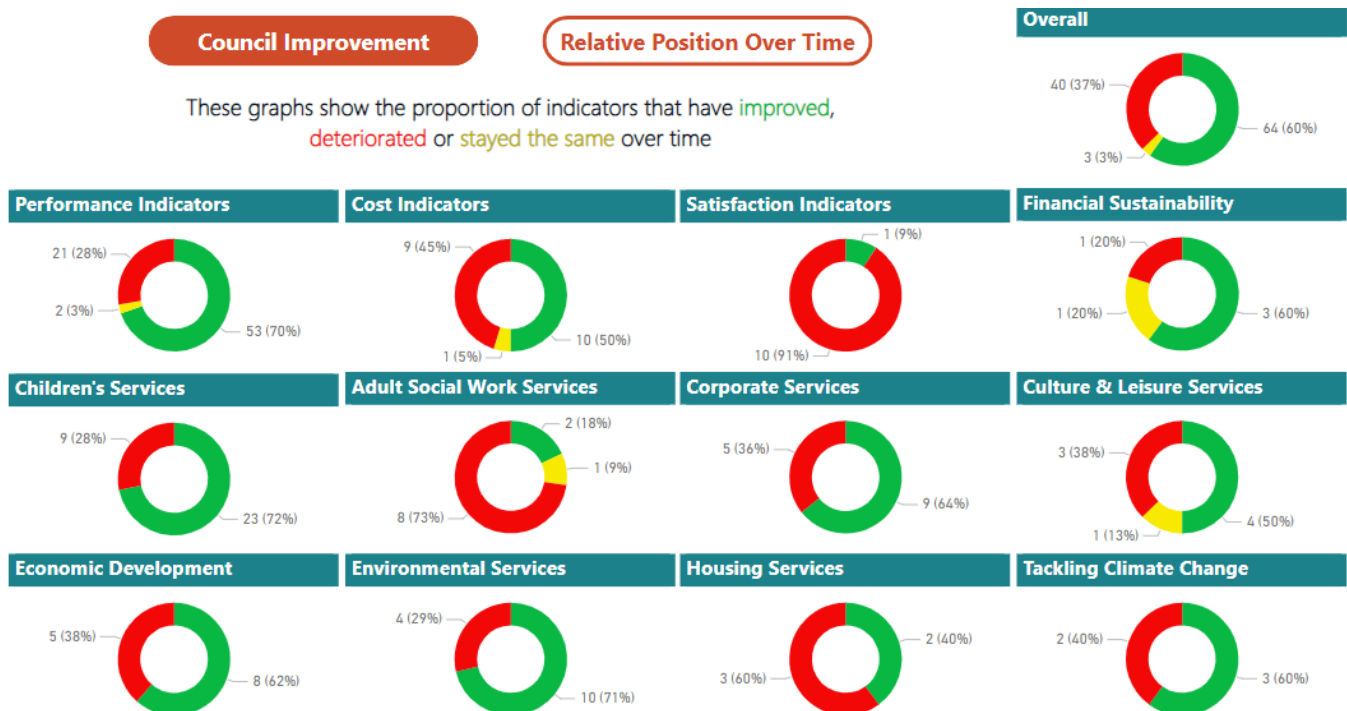 Council Improvement
Relative Position Over Time
These graphs show the proportion of indicators that have improved,
deteriorated or stayed the same over time
Overall
40 (37%)
64 (60%)
3 (3%)
Performance Indicators
21 (28%)
2 (3%)
53 (70%)
Cost Indicators
9 (45%)
10 (50%)
1 (5%)
Satisfaction Indicators
1 (9%)
10 (91%)
Financial Sustainability
1 (20%)
1 (20%)
3 (60%)
Children's Services
9 (28%)
23 (72%)
Adult Social Work Services
2 (18%)
1 (9%)
8 (73%)
Corporate Services
5 (36%)
9 (64%)
Culture & Leisure Services
3 (38%)
4 (50%)
1 (13%)
Economic Development
5 (38%)
8 (62%)
Environmental Services
4 (29%)
10 (71%)
Housing Services
2 (40%)
3 (60%)
Tackling Climate Change
2 (40%)
3 (60%)